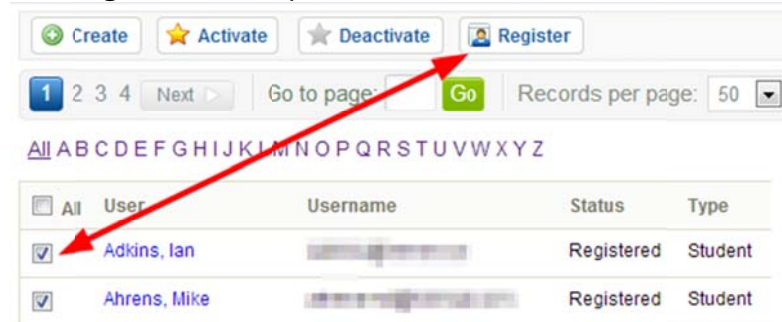 Create Activate Deactivate Register
1 2 3 4 Next Go to page: Go Records per page: 50
All A B C D E F G H I J K L M N O P Q R S T U V W X Y Z
All User Username Status Type
Adkins, Ian Registered Student
Ahrens, Mike Registered Student